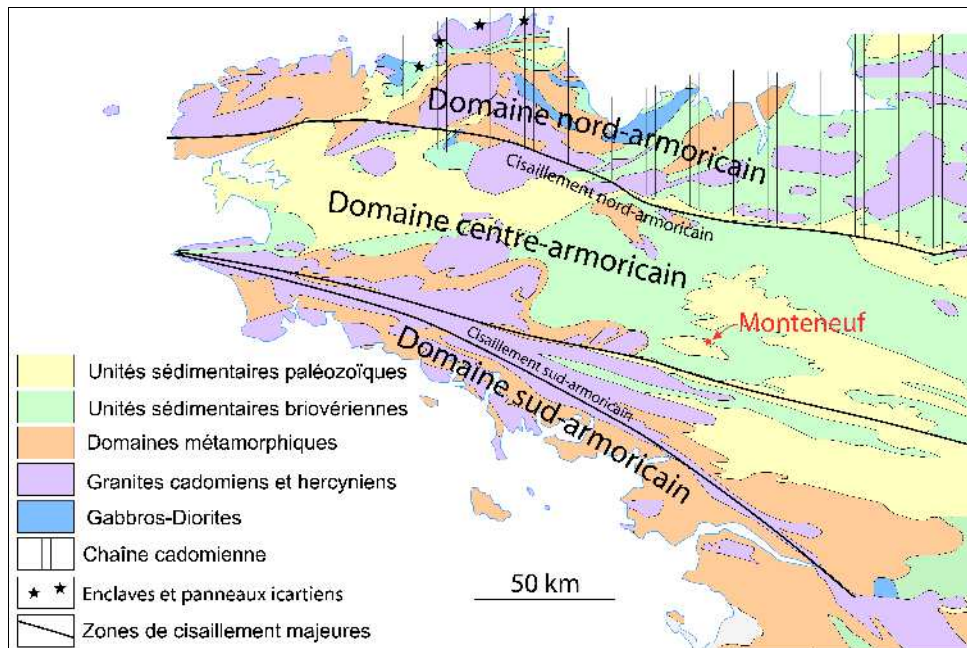 Domaine nord-armoricain
Cisaillement nord-armoricain
Domaine centre-armoricain
Monteneuf
Cisaillement sud-armoricain
Domaine sud-armoricain
Unités sédimentaires paléozoïques
Unités sédimentaires briovériennes
Domaines métamorphiques
Granites cadomiens et hercyniens
Gabbros-Diorites
Chaîne cadomienne
Enclaves et panneaux icartiens
Zones de cisaillement majeures
50 km